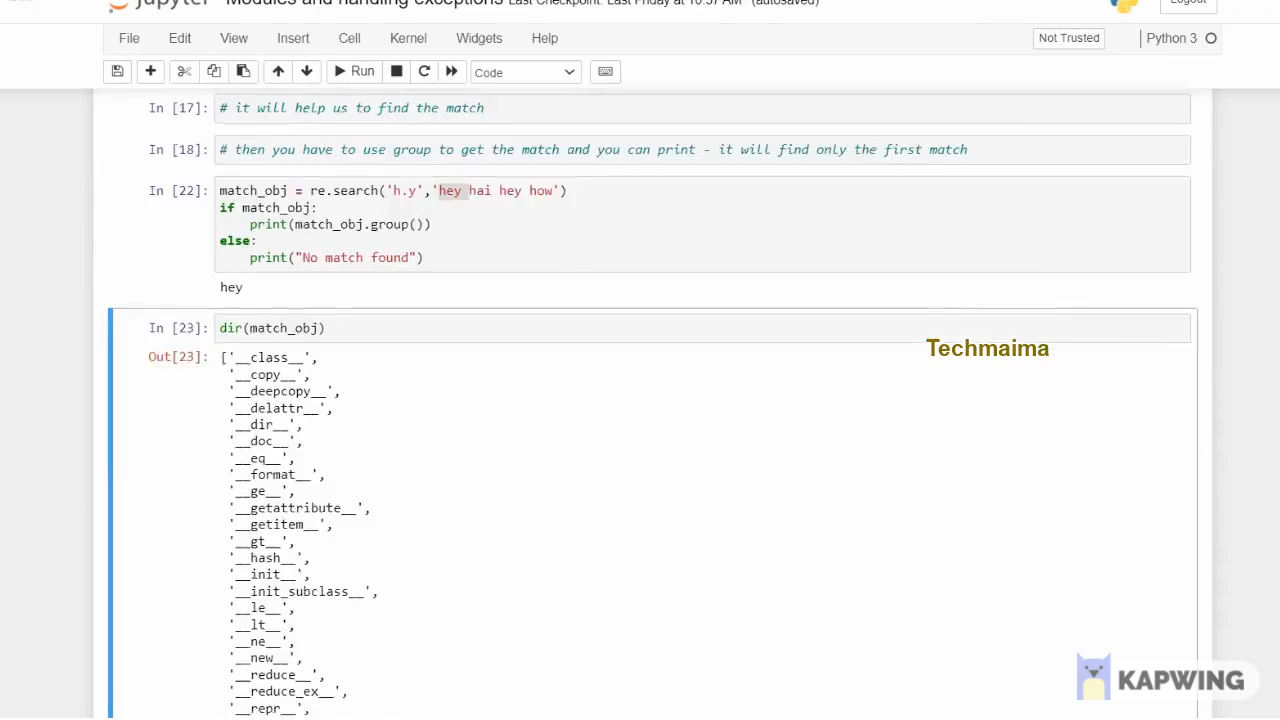 jupyter Modules and handling exceptions Last Checkpoint: Last Friday at 10:37 AM (autosaved) Logout
File Edit View Insert Cell Kernel Widgets Help Not Trusted Python 3
Run Code
In [17]: # it will help us to find the match
In [18]: # then you have to use group to get the match and you can print - it will find only the first match
In [22]: match_obj = re.search('h.y','hey hai hey how')
if match_obj:
print(match_obj.group())
else:
print("No match found")
hey
In [23]: dir(match_obj)
Techmaima
Out[23]: ['__class__',
'__copy__',
'__deepcopy__',
'__delattr__',
'__dir__',
'__doc__',
'__eq__',
'__format__',
'__ge__',
'__getattribute__',
'__getitem__',
'__gt__',
'__hash__',
'__init__',
'__init_subclass__',
'__le__',
'__lt__',
'__ne__',
'__new__',
'__reduce__',
'__reduce_ex__',
'__repr__',
KAPWING